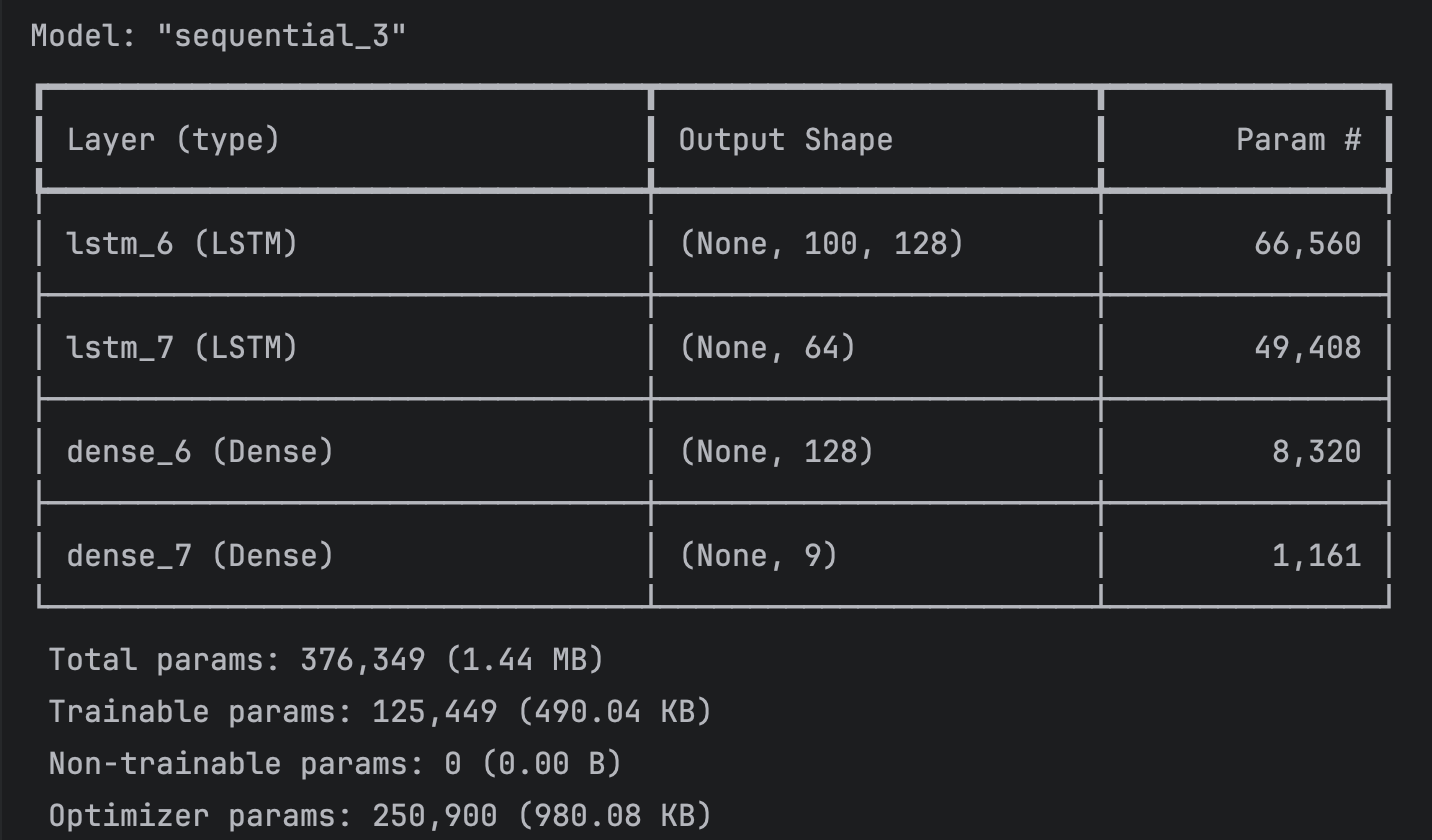 Model: "sequential_3"
Layer (type) Output Shape Param #
lstm_6 (LSTM) (None, 100, 128) 66,560
lstm_7 (LSTM) (None, 64) 49,408
dense_6 (Dense) (None, 128) 8,320
dense_7 (Dense) (None, 9) 1,161
Total params: 376,349 (1.44 MB)
Trainable params: 125,449 (490.04 KB)
Non-trainable params: 0 (0.00 B)
Optimizer params: 250,900 (980.08 KB)